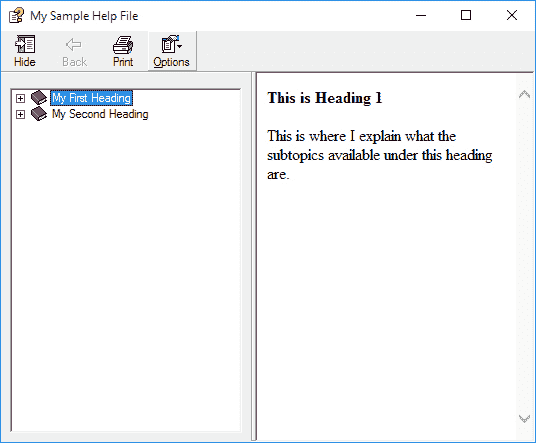 My Sample Help File
Hide Back Print Options
My First Heading
My Second Heading
This is Heading 1
This is where I explain what the
subtopics available under this heading
are.